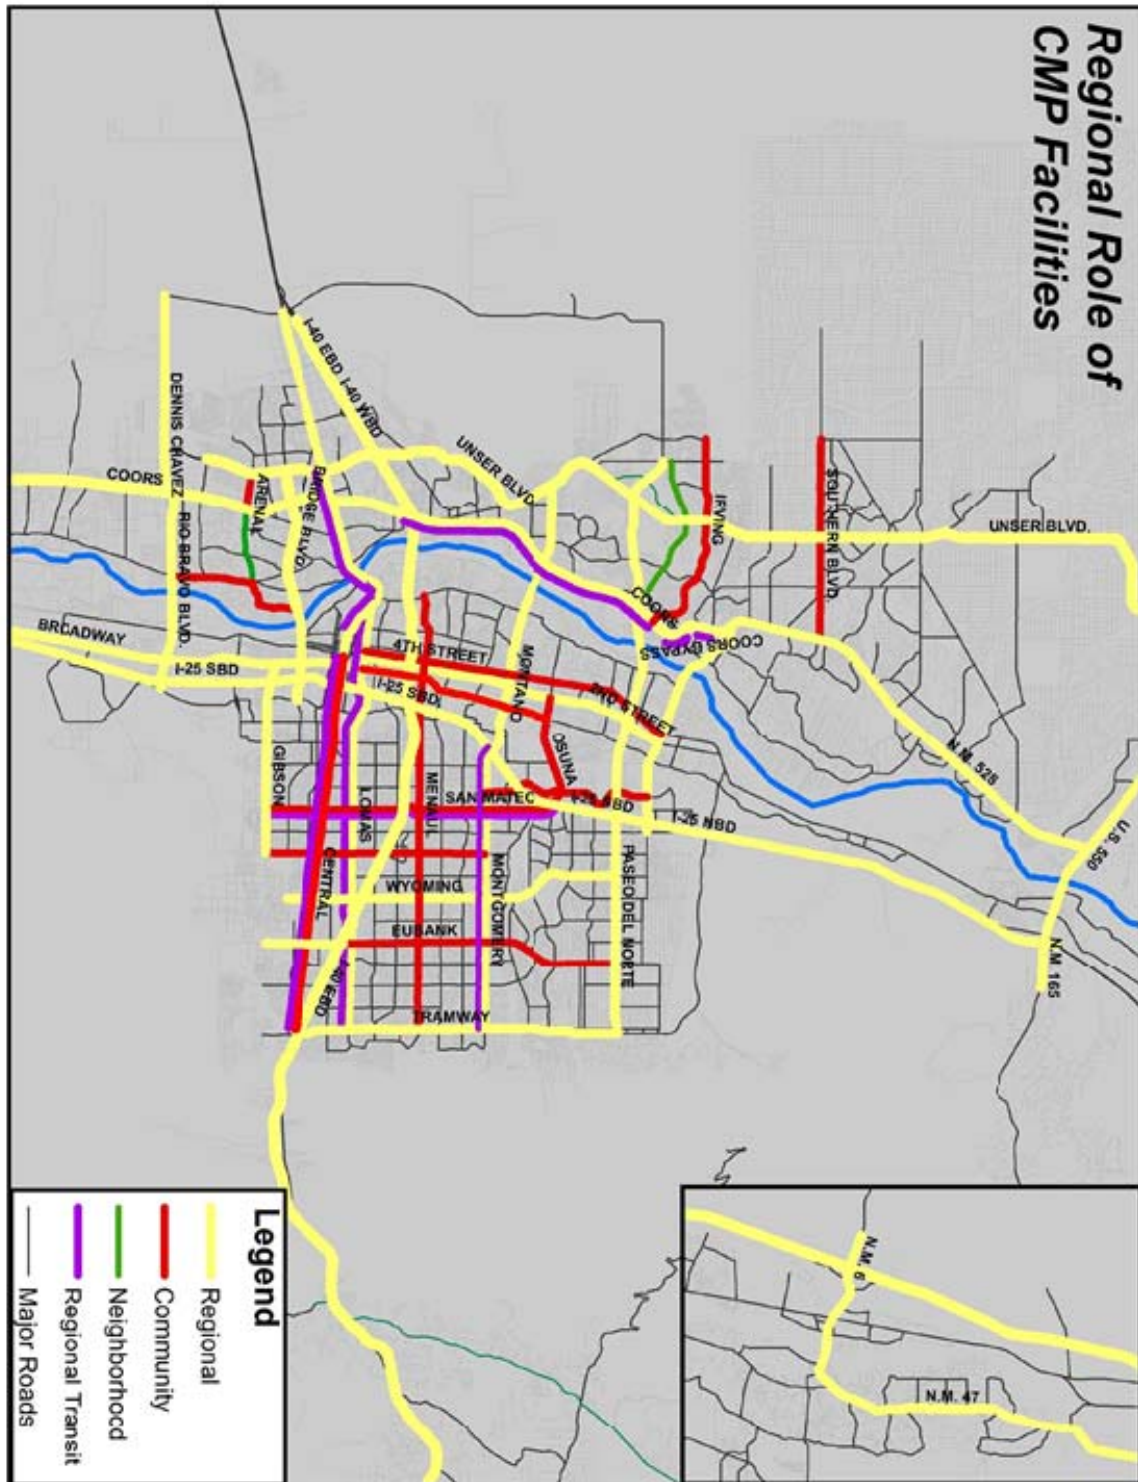 Regional Role of
CMP Facilities
UNSER BLVD.
SOUTHERN BLVD.
IRVING
UNSER BLVD.
I-40 EBD
I-40 WBD
DENNIS CHAVEZ
COORS
ARENAL
BRIDGE BLVD.
RIO BRAVO BLVD.
COORS
COORS BYPASS
N.M. 528
U.S. 550
N.M. 165
BROADWAY
I-25 SBD
4TH STREET
MONTANO
2ND STREET
I-25 SBD
OSUNA
GIBSON
LOMAS
MENAUL
SAN MATEO
I-25 SBD
I-25 NBD
CENTRAL
WYOMING
MONTGOMERY
PASEO DEL NORTE
EUBANK
I-40 EBD
TRAMWAY
N.M. 6
N.M. 47
Legend
Regional
Community
Neighborhood
Regional Transit
Major Roads